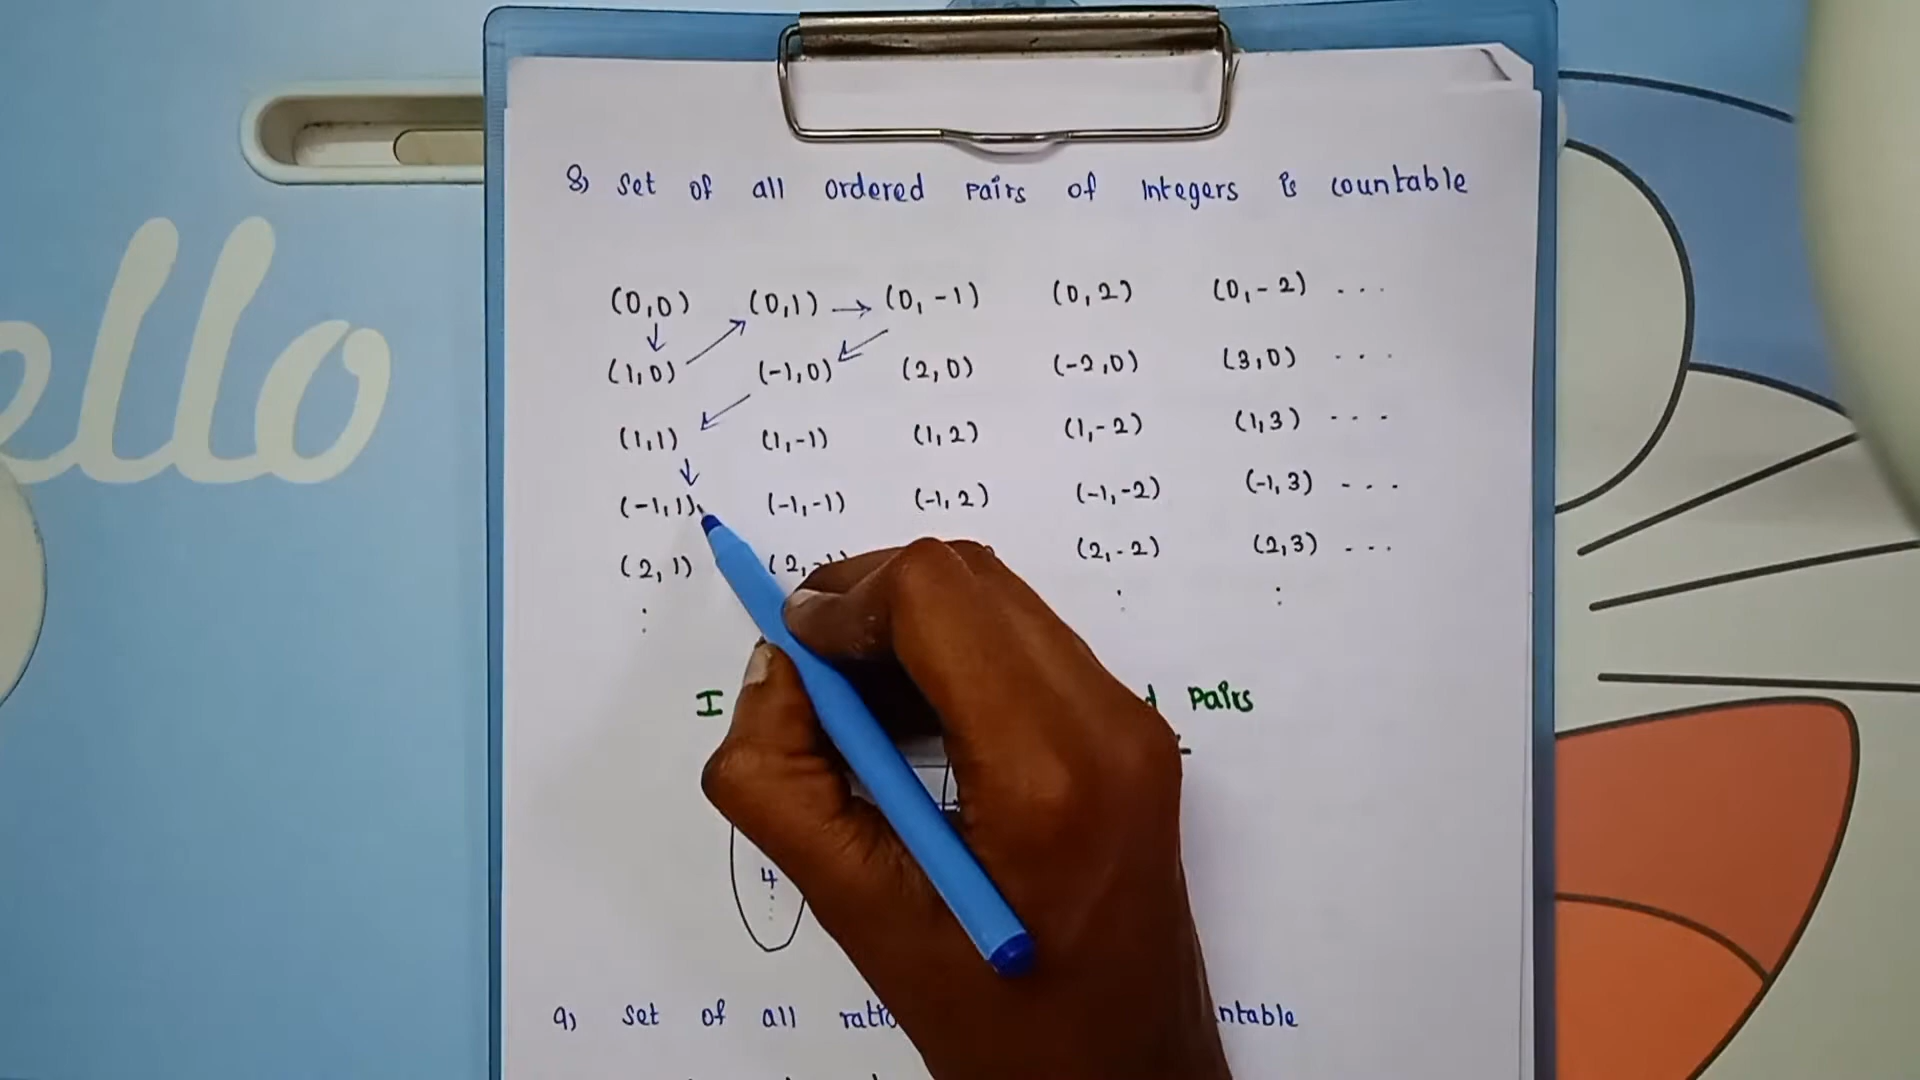 ello
8) Set of all ordered pairs of Integers is countable
(0,0) (0,1) → (0,-1) (0,2) (0,-2) ...
(1,0) (-1,0) (2,0) (-2,0) (3,0) ...
(1,1) (1,-1) (1,2) (1,-2) (1,3) ...
(-1,1) (-1,-1) (-1,2) (-1,-2) (-1,3) ...
(2,1) (2,-1) (2,-2) (2,3) ...
I pairs
4
9) set of all